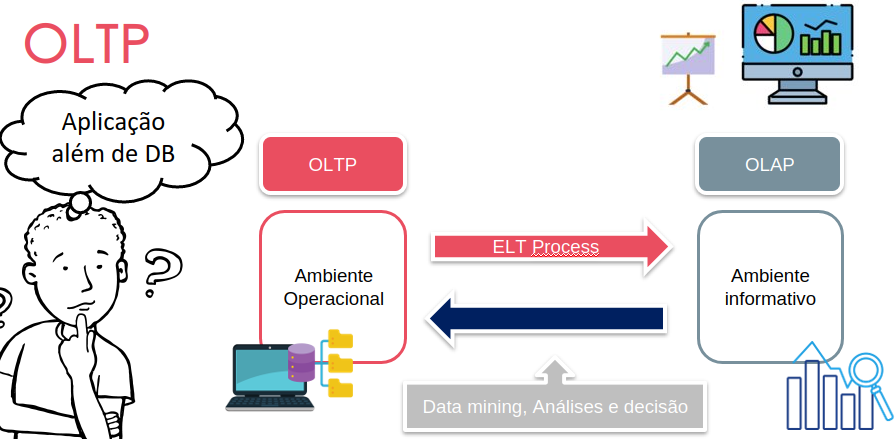 OLTP
Aplicação
além de DB
OLTP
OLAP
ELT Process
Ambiente
Operacional
Ambiente
informativo
Data mining, Análises e decisão